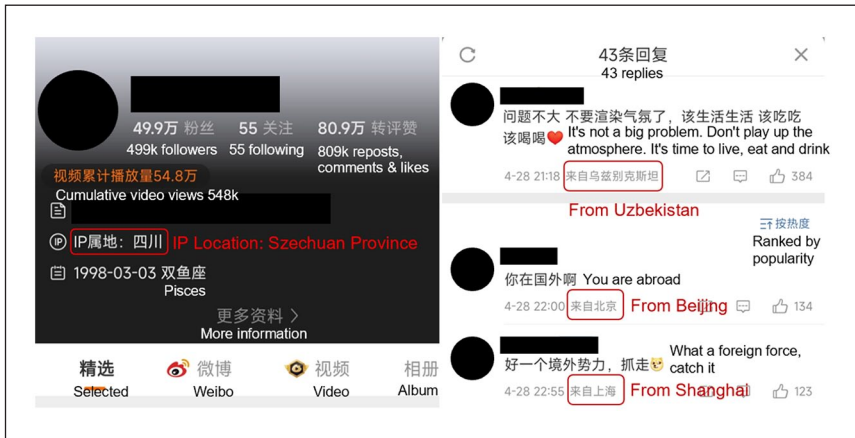 49.9万 粉丝 55 关注 80.9万 转评赞
499k followers 55 following 809k reposts,
comments & likes
视频累计播放量54.8万
Cumulative video views 548k
IP属地：四川 IP Location: Szechuan Province
1998-03-03 双鱼座
Pisces
更多资料 〉
More information
精选 微博 视频 相册
Selected Weibo Video Album
43条回复
43 replies
问题不大 不要渲染气氛了，该生活生活 该吃吃
该喝喝❤️ It's not a big problem. Don't play up the
atmosphere. It's time to live, eat and drink
4-28 21:18 来自乌兹别克斯坦 384
From Uzbekistan
按热度
Ranked by
popularity
你在国外啊 You are abroad
4-28 22:00 来自北京 From Beijing 134
What a foreign force,
好一个境外势力，抓走 catch it
4-28 22:55 来自上海 From Shanghai 123